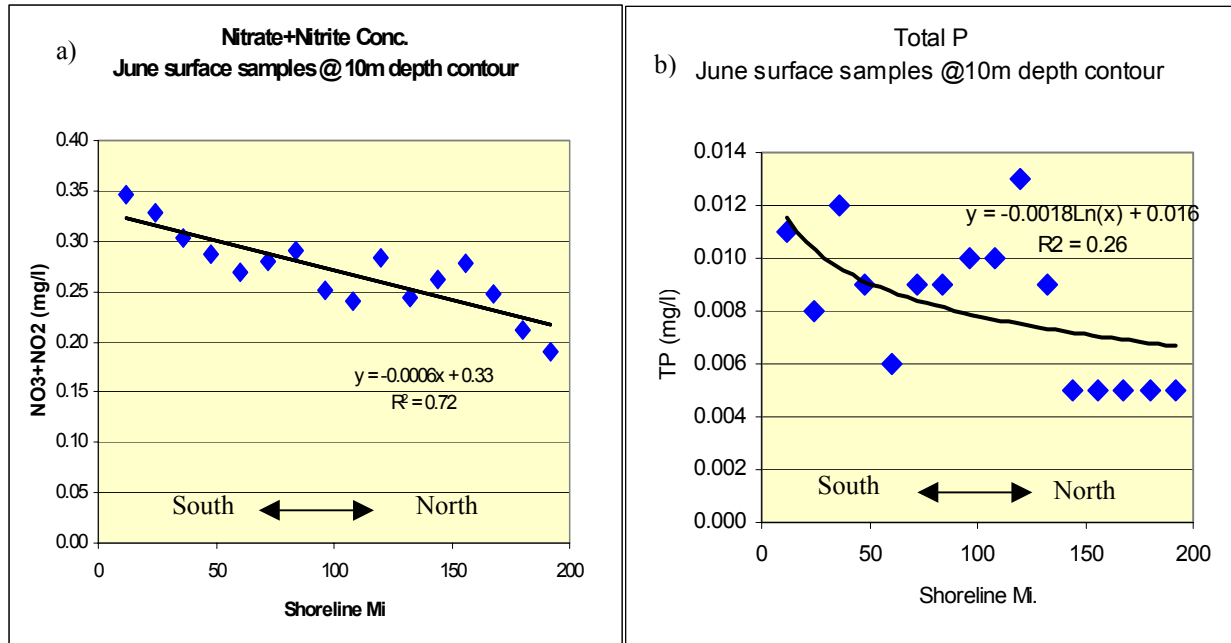 a)
Nitrate+Nitrite Conc.
June surface samples @ 10m depth contour
0.40
0.35
0.30
0.25
0.20
0.15
0.10
0.05
0.00
NO3+NO2 (mg/l)
y = -0.0006x + 0.33
R² = 0.72
South
North
0
50
100
150
200
Shoreline Mi
b)
Total P
June surface samples @10m depth contour
0.014
0.012
0.010
0.008
0.006
0.004
0.002
0.000
TP (mg/l)
y = -0.0018Ln(x) + 0.016
R2 = 0.26
South
North
0
50
100
150
200
Shoreline Mi.